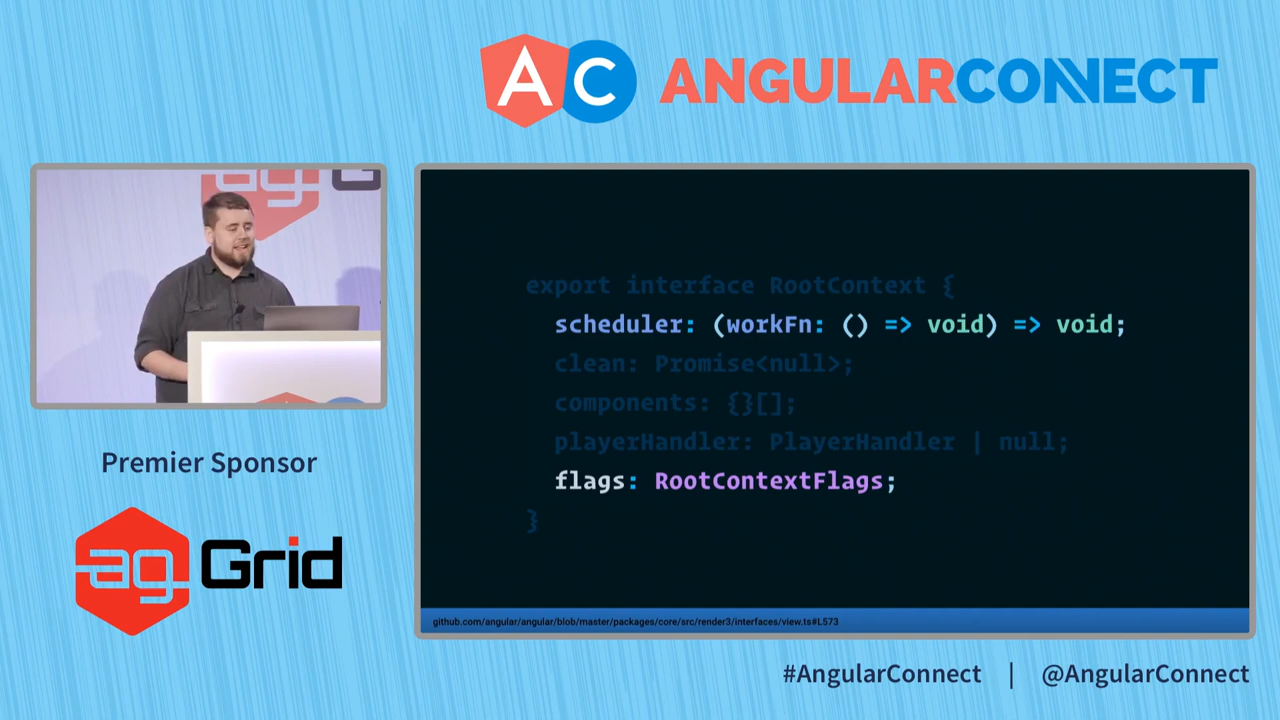 AC ANGULARCONNECT
ag G
export interface RootContext {
scheduler: (workFn: () => void) => void;
clean: Promise<null>;
components: {}[];
playerHandler: PlayerHandler | null;
flags: RootContextFlags;
}
github.com/angular/angular/blob/master/packages/core/src/render3/interfaces/view.ts#L573
Premier Sponsor
ag Grid
#AngularConnect | @AngularConnect